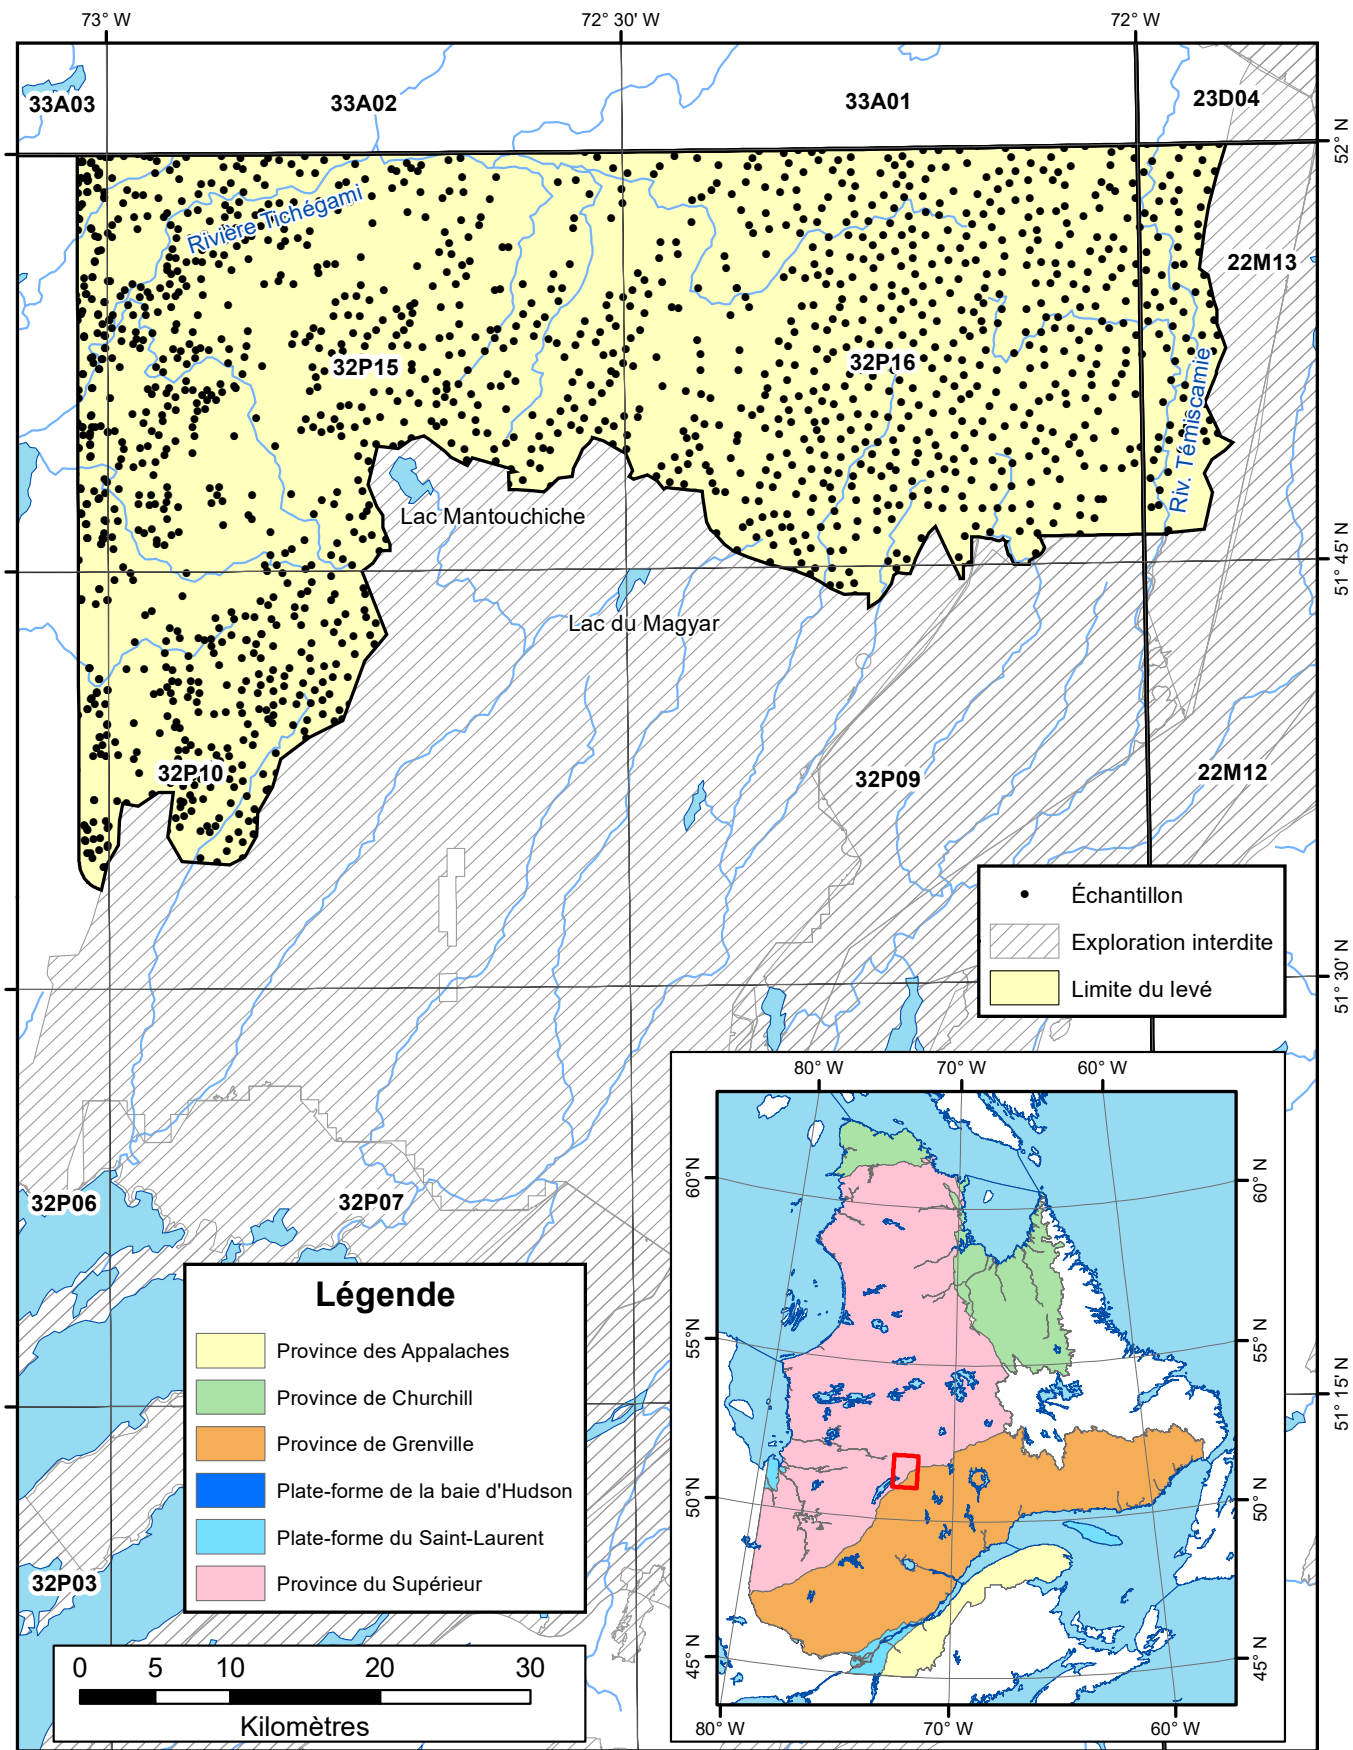 73° W
72° 30' W
72° W
33A03
33A02
33A01
23D04
52° N
Rivière Tichégami
22M13
32P15
32P16
Riv. Témiscamie
Lac Mantouchiche
51° 45' N
Lac du Magyar
32P10
32P09
22M12
Échantillon
Exploration interdite
Limite du levé
51° 30' N
32P06
32P07
51° 15' N
32P03
Légende
Province des Appalaches
Province de Churchill
Province de Grenville
Plate-forme de la baie d'Hudson
Plate-forme du Saint-Laurent
Province du Supérieur
0 5 10 20 30
Kilomètres
80° W
70° W
60° W
60° N
60° N
55° N
55° N
50° N
50° N
45° N
45° N
80° W
70° W
60° W